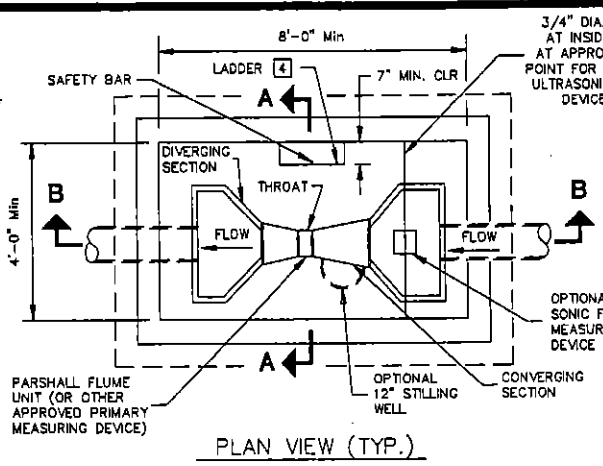 8'-0" Min
3/4" DIA.
AT INSID
AT APPRO
POINT FOR
ULTRASONI
DEVICE
SAFETY BAR
LADDER 4
7" MIN. CLR
A
DIVERGING
SECTION
THROAT
B
B
4'-0" Min
FLOW
FLOW
OPTIONA
SONIC F
MEASUR
DEVICE
A
PARSHALL FLUME
UNIT (OR OTHER
APPROVED PRIMARY
MEASURING DEVICE)
OPTIONAL
12" STILLING
WELL
CONVERGING
SECTION
PLAN VIEW (TYP.)